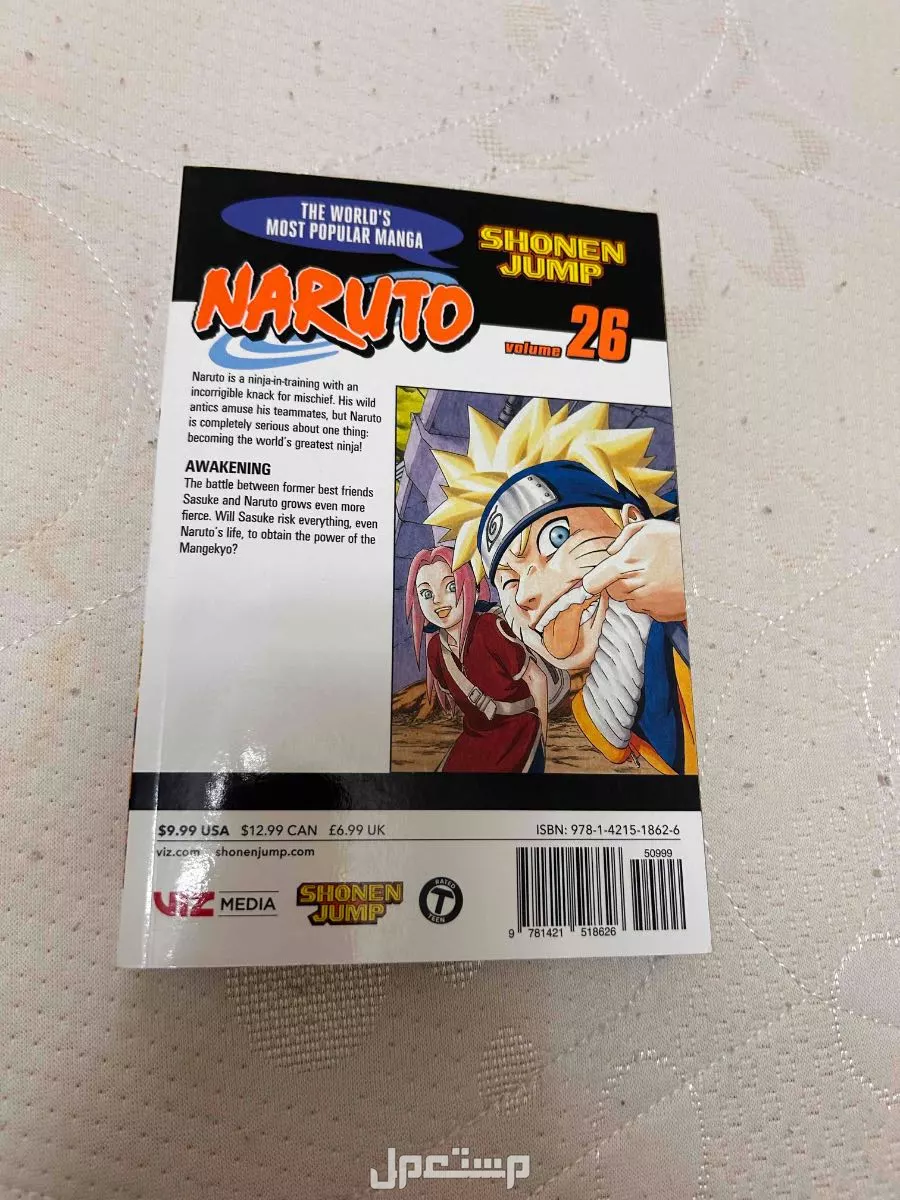 THE WORLD'S
MOST POPULAR MANGA
SHONEN
JUMP
NARUTO
volume 26
Naruto is a ninja-in-training with an
incorrigible knack for mischief. His wild
antics amuse his teammates, but Naruto
is completely serious about one thing:
becoming the world's greatest ninja!
AWAKENING
The battle between former best friends
Sasuke and Naruto grows even more
fierce. Will Sasuke risk everything, even
Naruto's life, to obtain the power of the
Mangekyo?
$9.99 USA $12.99 CAN £6.99 UK
ISBN: 978-1-4215-1862-6
viz.com shonenjump.com
50999
VIZ MEDIA
SHONEN
JUMP
RATED
T
TEEN
9 781421 518626
مستعمل